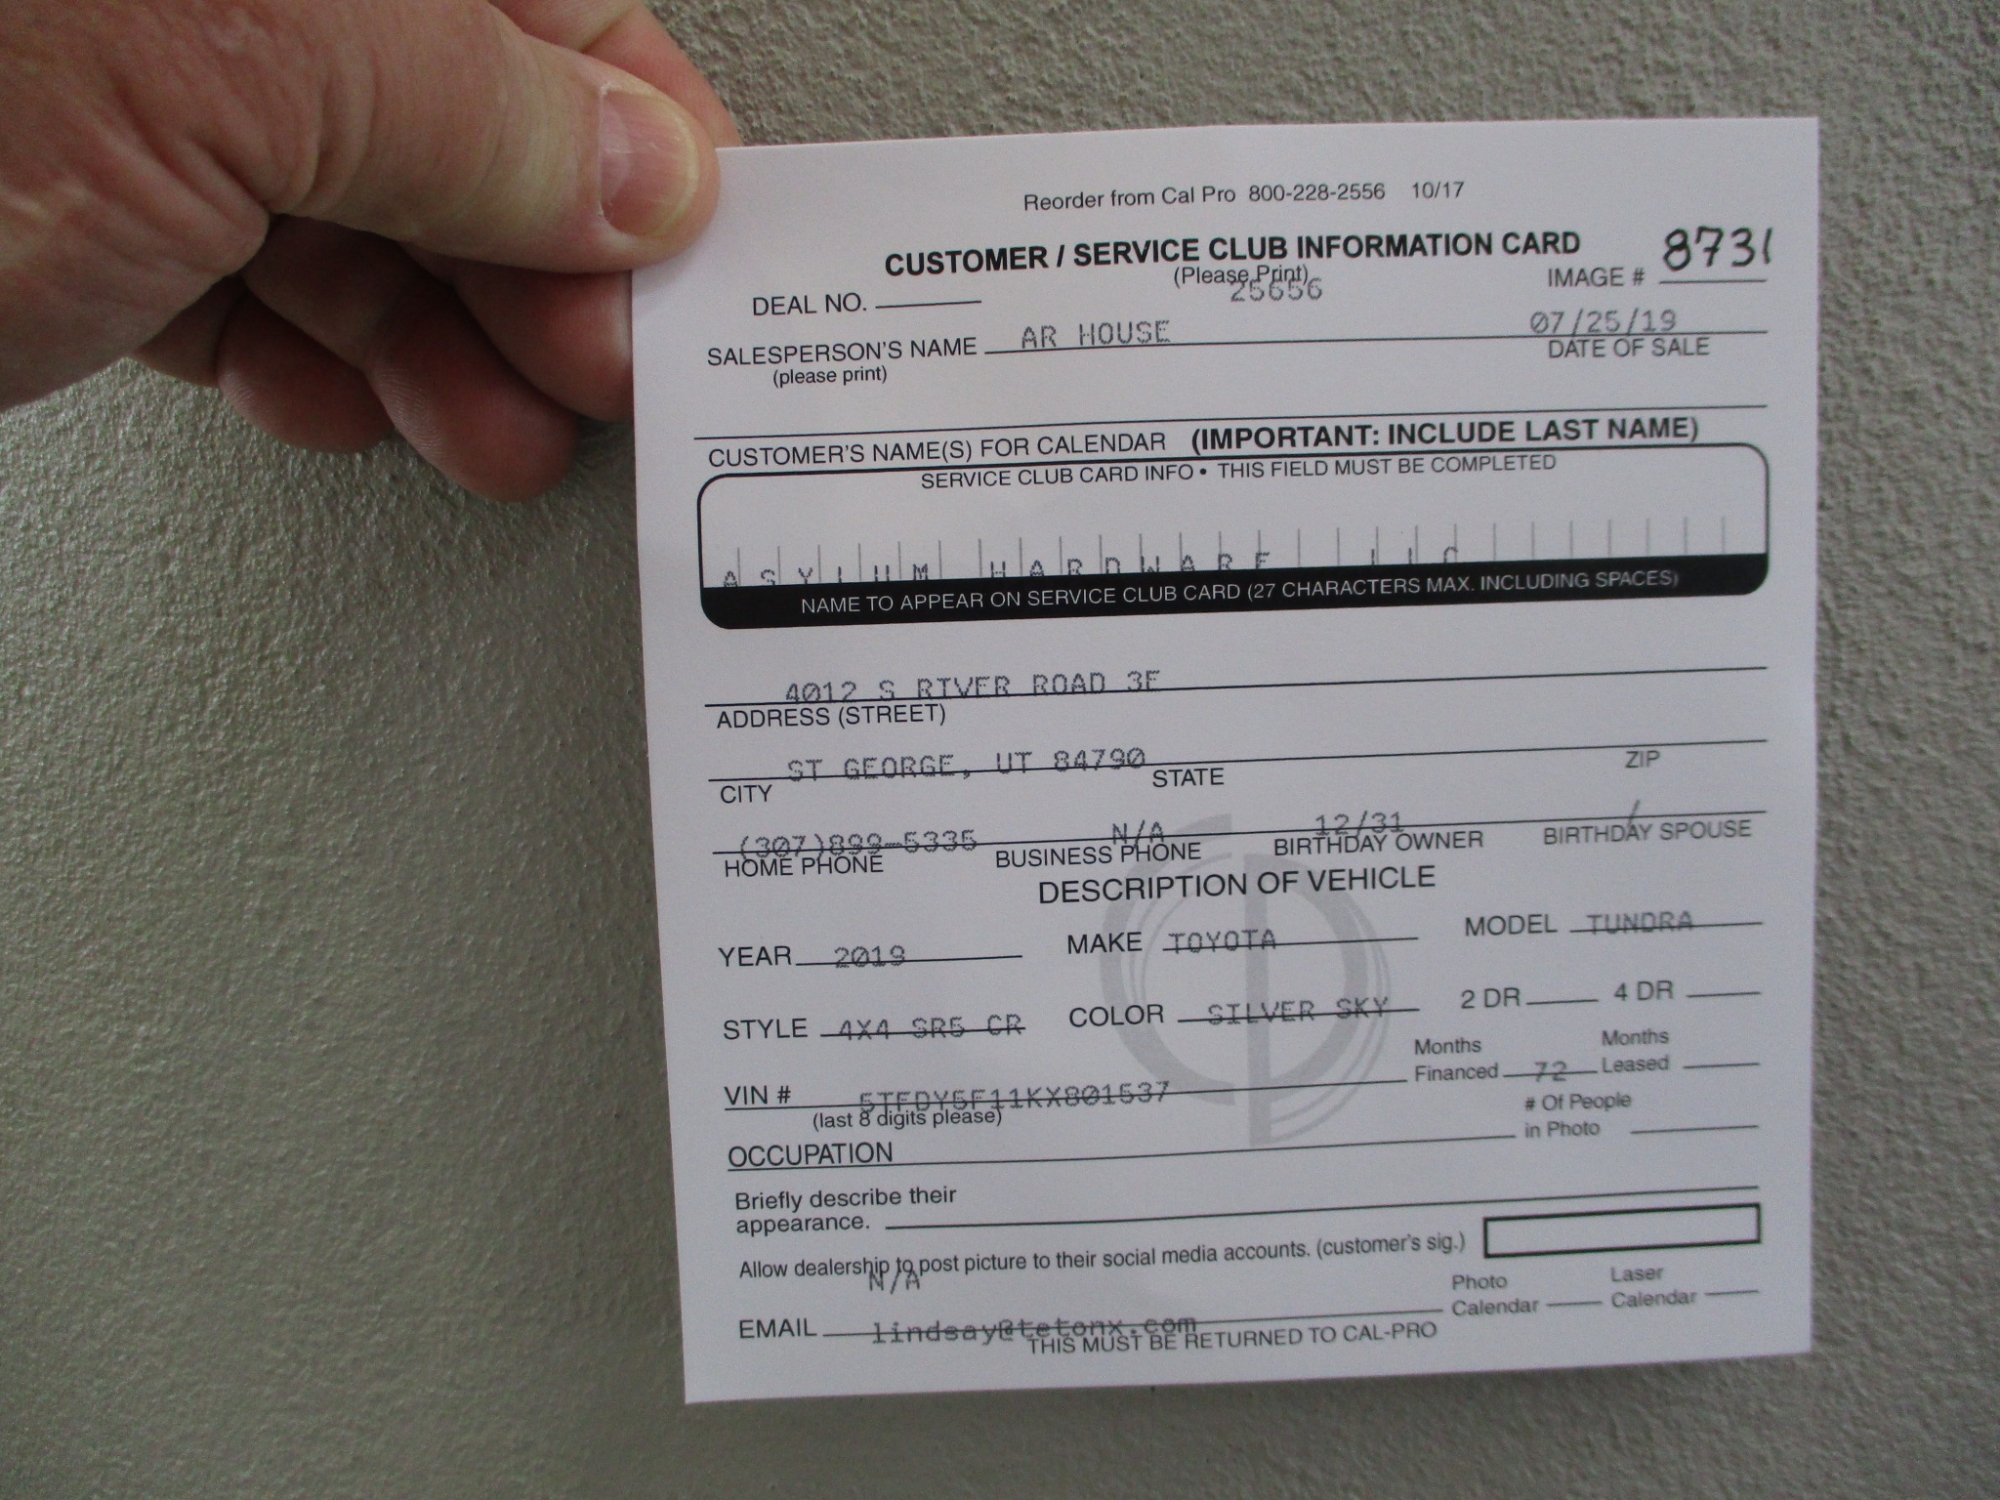 Reorder from Cal Pro 800-228-2556 10/17
CUSTOMER / SERVICE CLUB INFORMATION CARD
(Please Print)
IMAGE # 8731
DEAL NO. 25656
SALESPERSON'S NAME AR HOUSE 07/25/19
(please print) DATE OF SALE
CUSTOMER'S NAME(S) FOR CALENDAR (IMPORTANT: INCLUDE LAST NAME)
SERVICE CLUB CARD INFO • THIS FIELD MUST BE COMPLETED
ASYLUM HARDWARE LLC
NAME TO APPEAR ON SERVICE CLUB CARD (27 CHARACTERS MAX. INCLUDING SPACES)
4012 S RIVER ROAD 3E
ADDRESS (STREET)
ST GEORGE, UT 84790
CITY STATE ZIP
(307)899-5335 N/A 12/31 /
HOME PHONE BUSINESS PHONE BIRTHDAY OWNER BIRTHDAY SPOUSE
DESCRIPTION OF VEHICLE
YEAR 2019 MAKE TOYOTA MODEL TUNDRA
STYLE 4X4 SR5 CR COLOR SILVER SKY 2 DR 4 DR
Months Financed 72 Months Leased
VIN # 5TFDY5F11KX801537
(last 8 digits please)
# Of People in Photo
OCCUPATION
Briefly describe their
appearance.
Allow dealership to post picture to their social media accounts. (customer's sig.)
N/A
Photo Calendar Laser Calendar
EMAIL lindsay@tetonx.com
THIS MUST BE RETURNED TO CAL-PRO